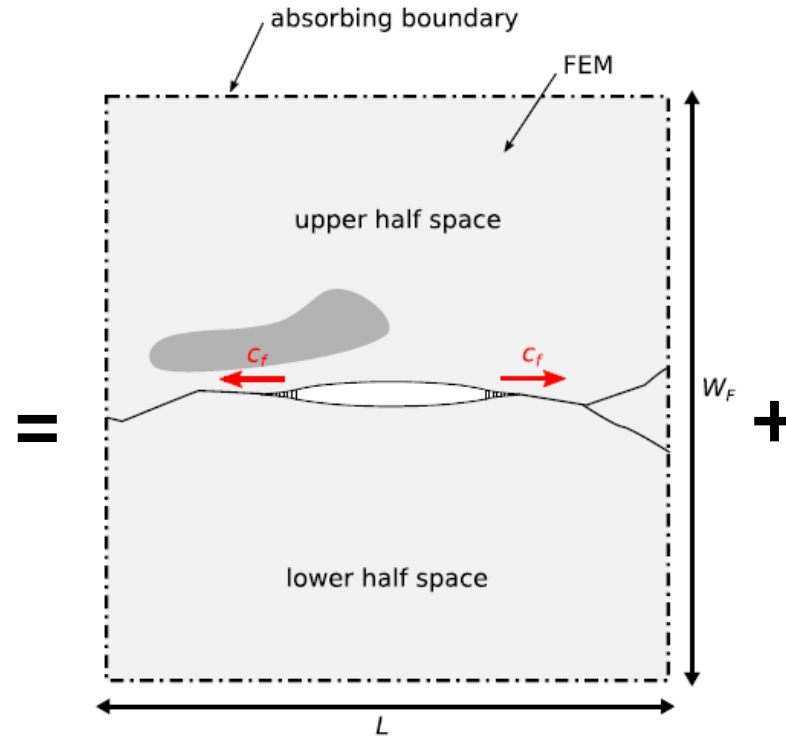 absorbing boundary
FEM
upper half space
c_f
c_f
W_F
=
+
lower half space
L